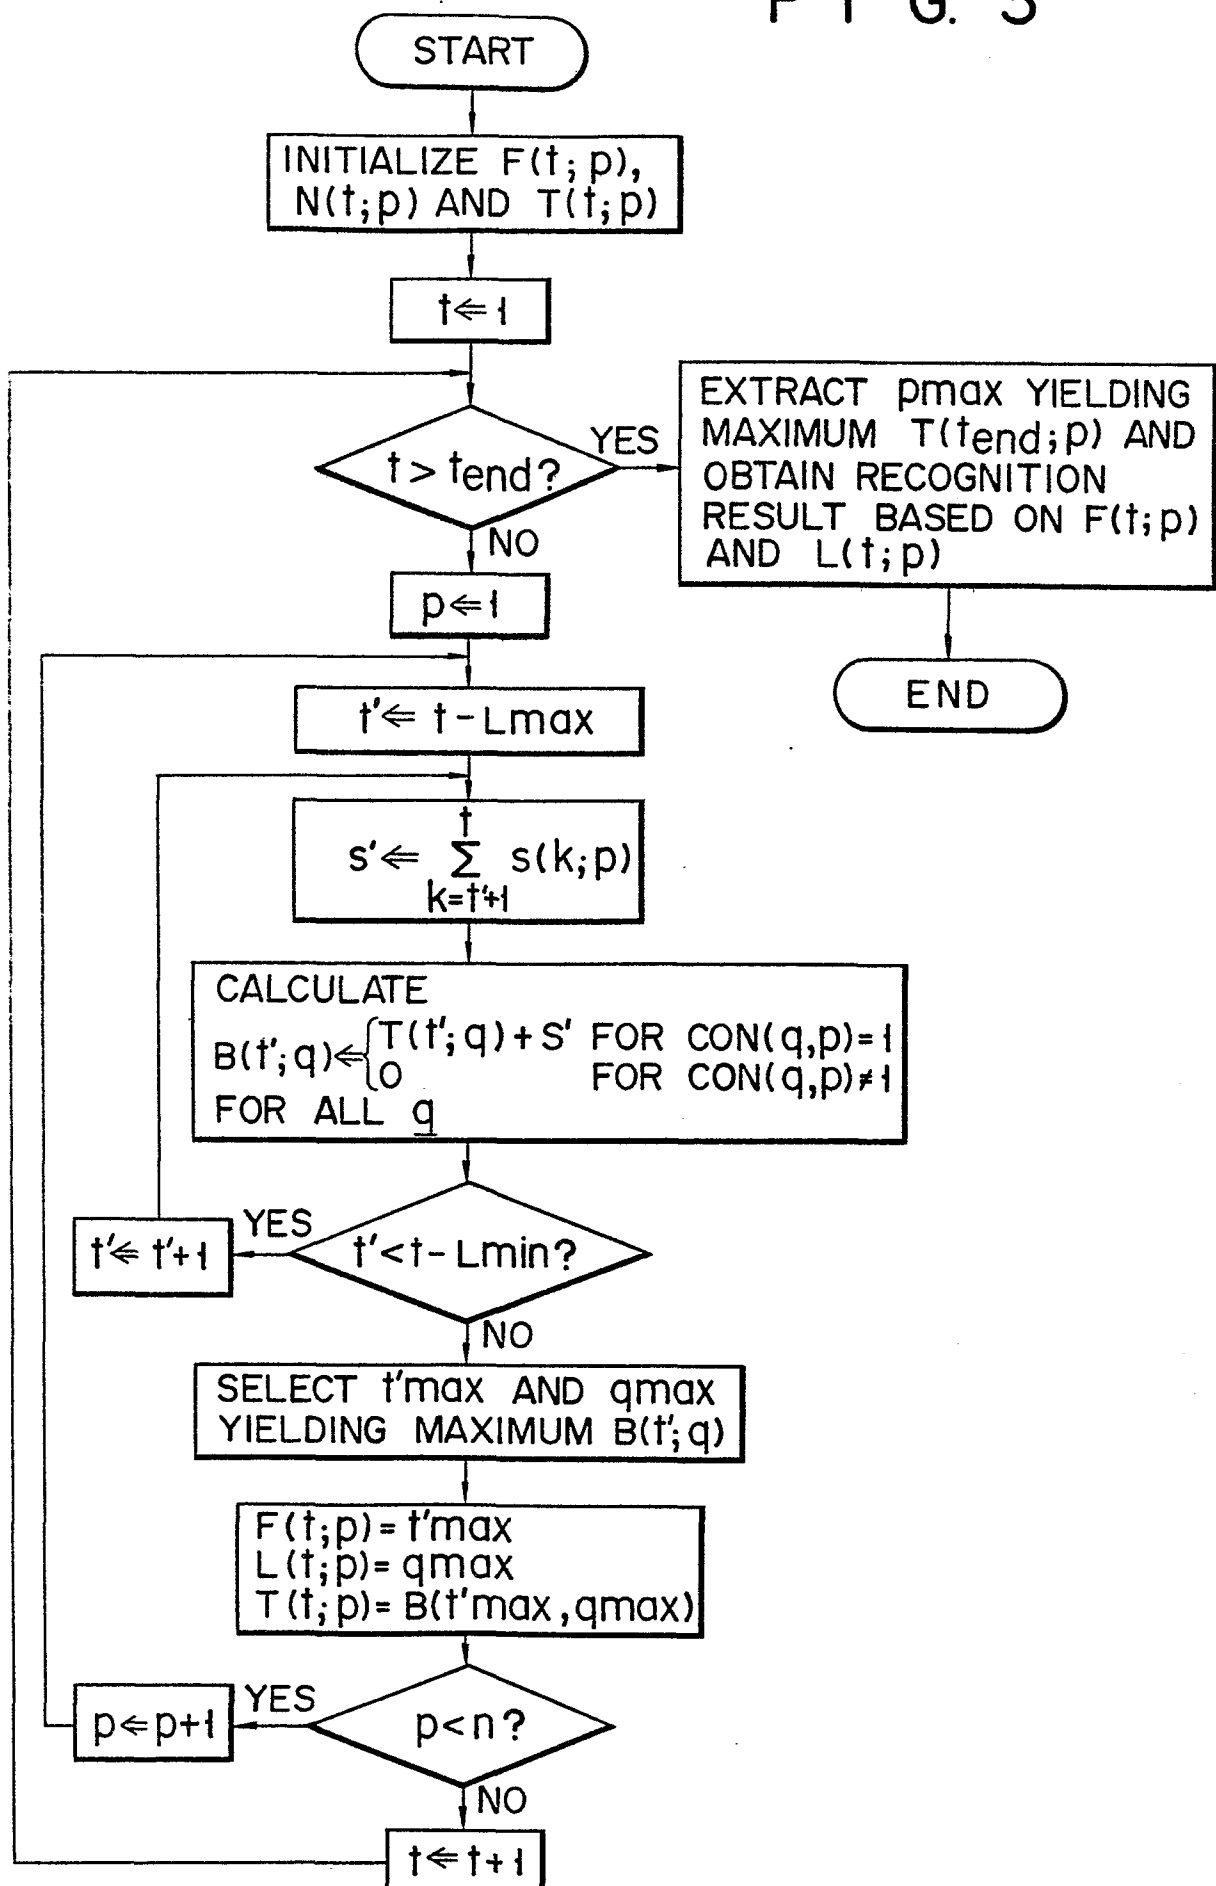 F I G. 3
START
INITIALIZE F(t;p),
N(t;p) AND T(t;p)
t⇐1
t > tend?
YES
NO
EXTRACT pmax YIELDING
MAXIMUM T(tend;p) AND
OBTAIN RECOGNITION
RESULT BASED ON F(t;p)
AND L(t;p)
END
p⇐1
t'⇐ t-Lmax
t
s'⇐ Σ s(k;p)
k=t'+1
CALCULATE
B(t';q)⇐{T(t';q)+S' FOR CON(q,p)=1
0 FOR CON(q,p)≠1
FOR ALL q
t'<t-Lmin?
YES
t'⇐ t'+1
NO
SELECT t'max AND qmax
YIELDING MAXIMUM B(t';q)
F(t;p)= t'max
L(t;p)= qmax
T(t;p)= B(t'max,qmax)
p<n?
YES
p⇐p+1
NO
t⇐t+1